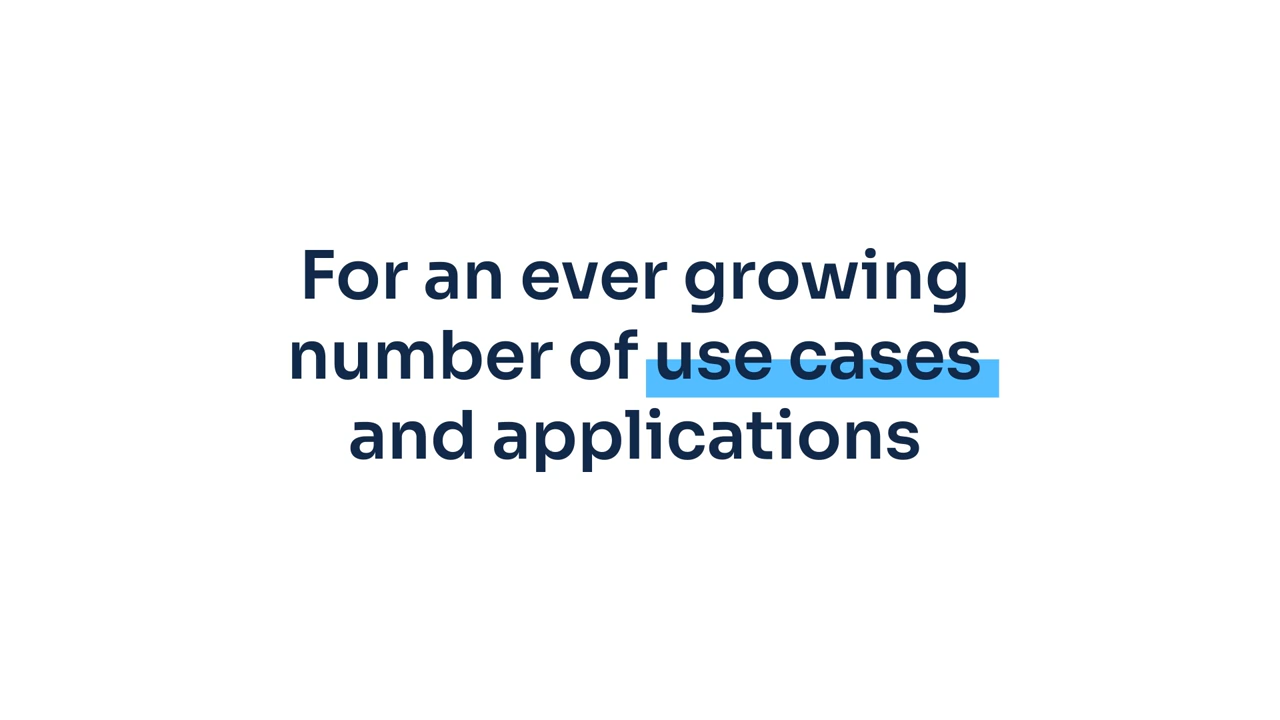 For an ever growing
number of use cases
and applications